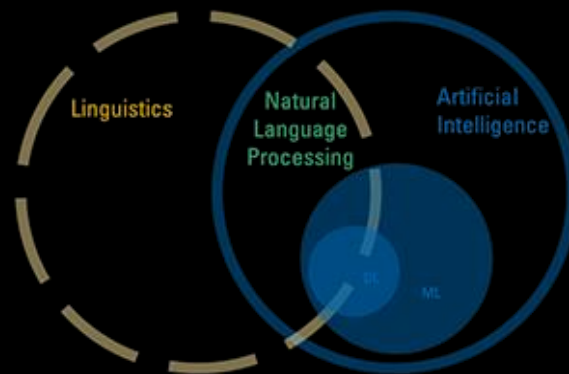 Linguistics
Natural
Language
Processing
Artificial
Intelligence
DL
ML